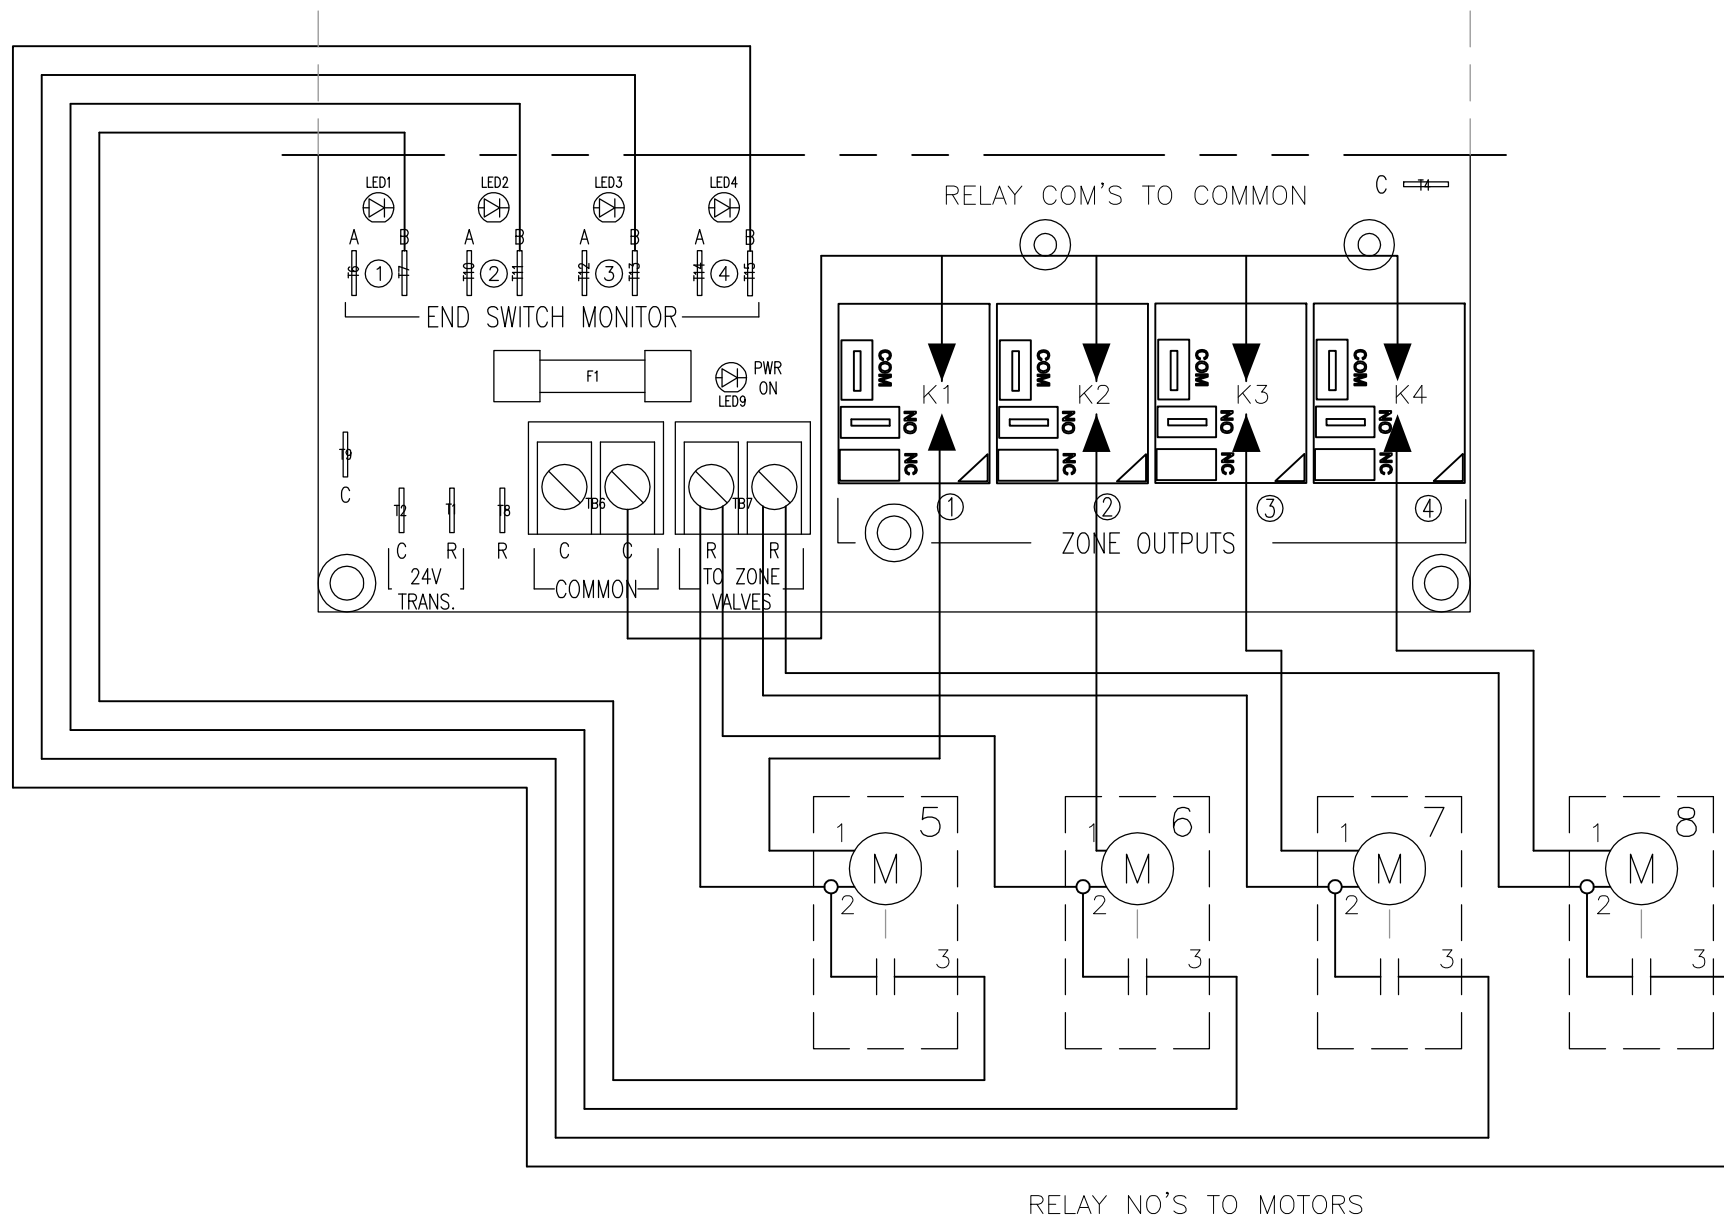 LED1 LED2 LED3 LED4
RELAY COM'S TO COMMON
C T4
A B A B A B A B
T6 1 T7 T10 2 T11 T12 3 T13 T14 4 T15
END SWITCH MONITOR
F1
LED9
PWR
ON
COM K1 COM K2 COM K3 COM K4
NO NO NO NO
NC NC NC NC
T9
C
T2 T1 T8
TB6 TB7
1 2 3 4
C R R C C R R
ZONE OUTPUTS
24V
TRANS.
COMMON
TO ZONE
VALVES
1 5 1 6 1 7 1 8
M M M M
2 2 2 2
3 3 3 3
RELAY NO'S TO MOTORS